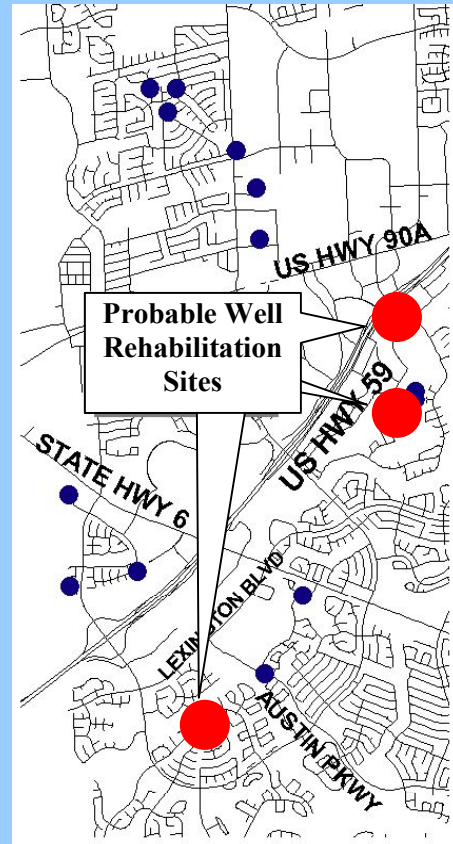 US HWY 90A
Probable Well
Rehabilitation
Sites
US HWY 59
STATE HWY 6
LEXINGTON BLVD
AUSTIN PKWY